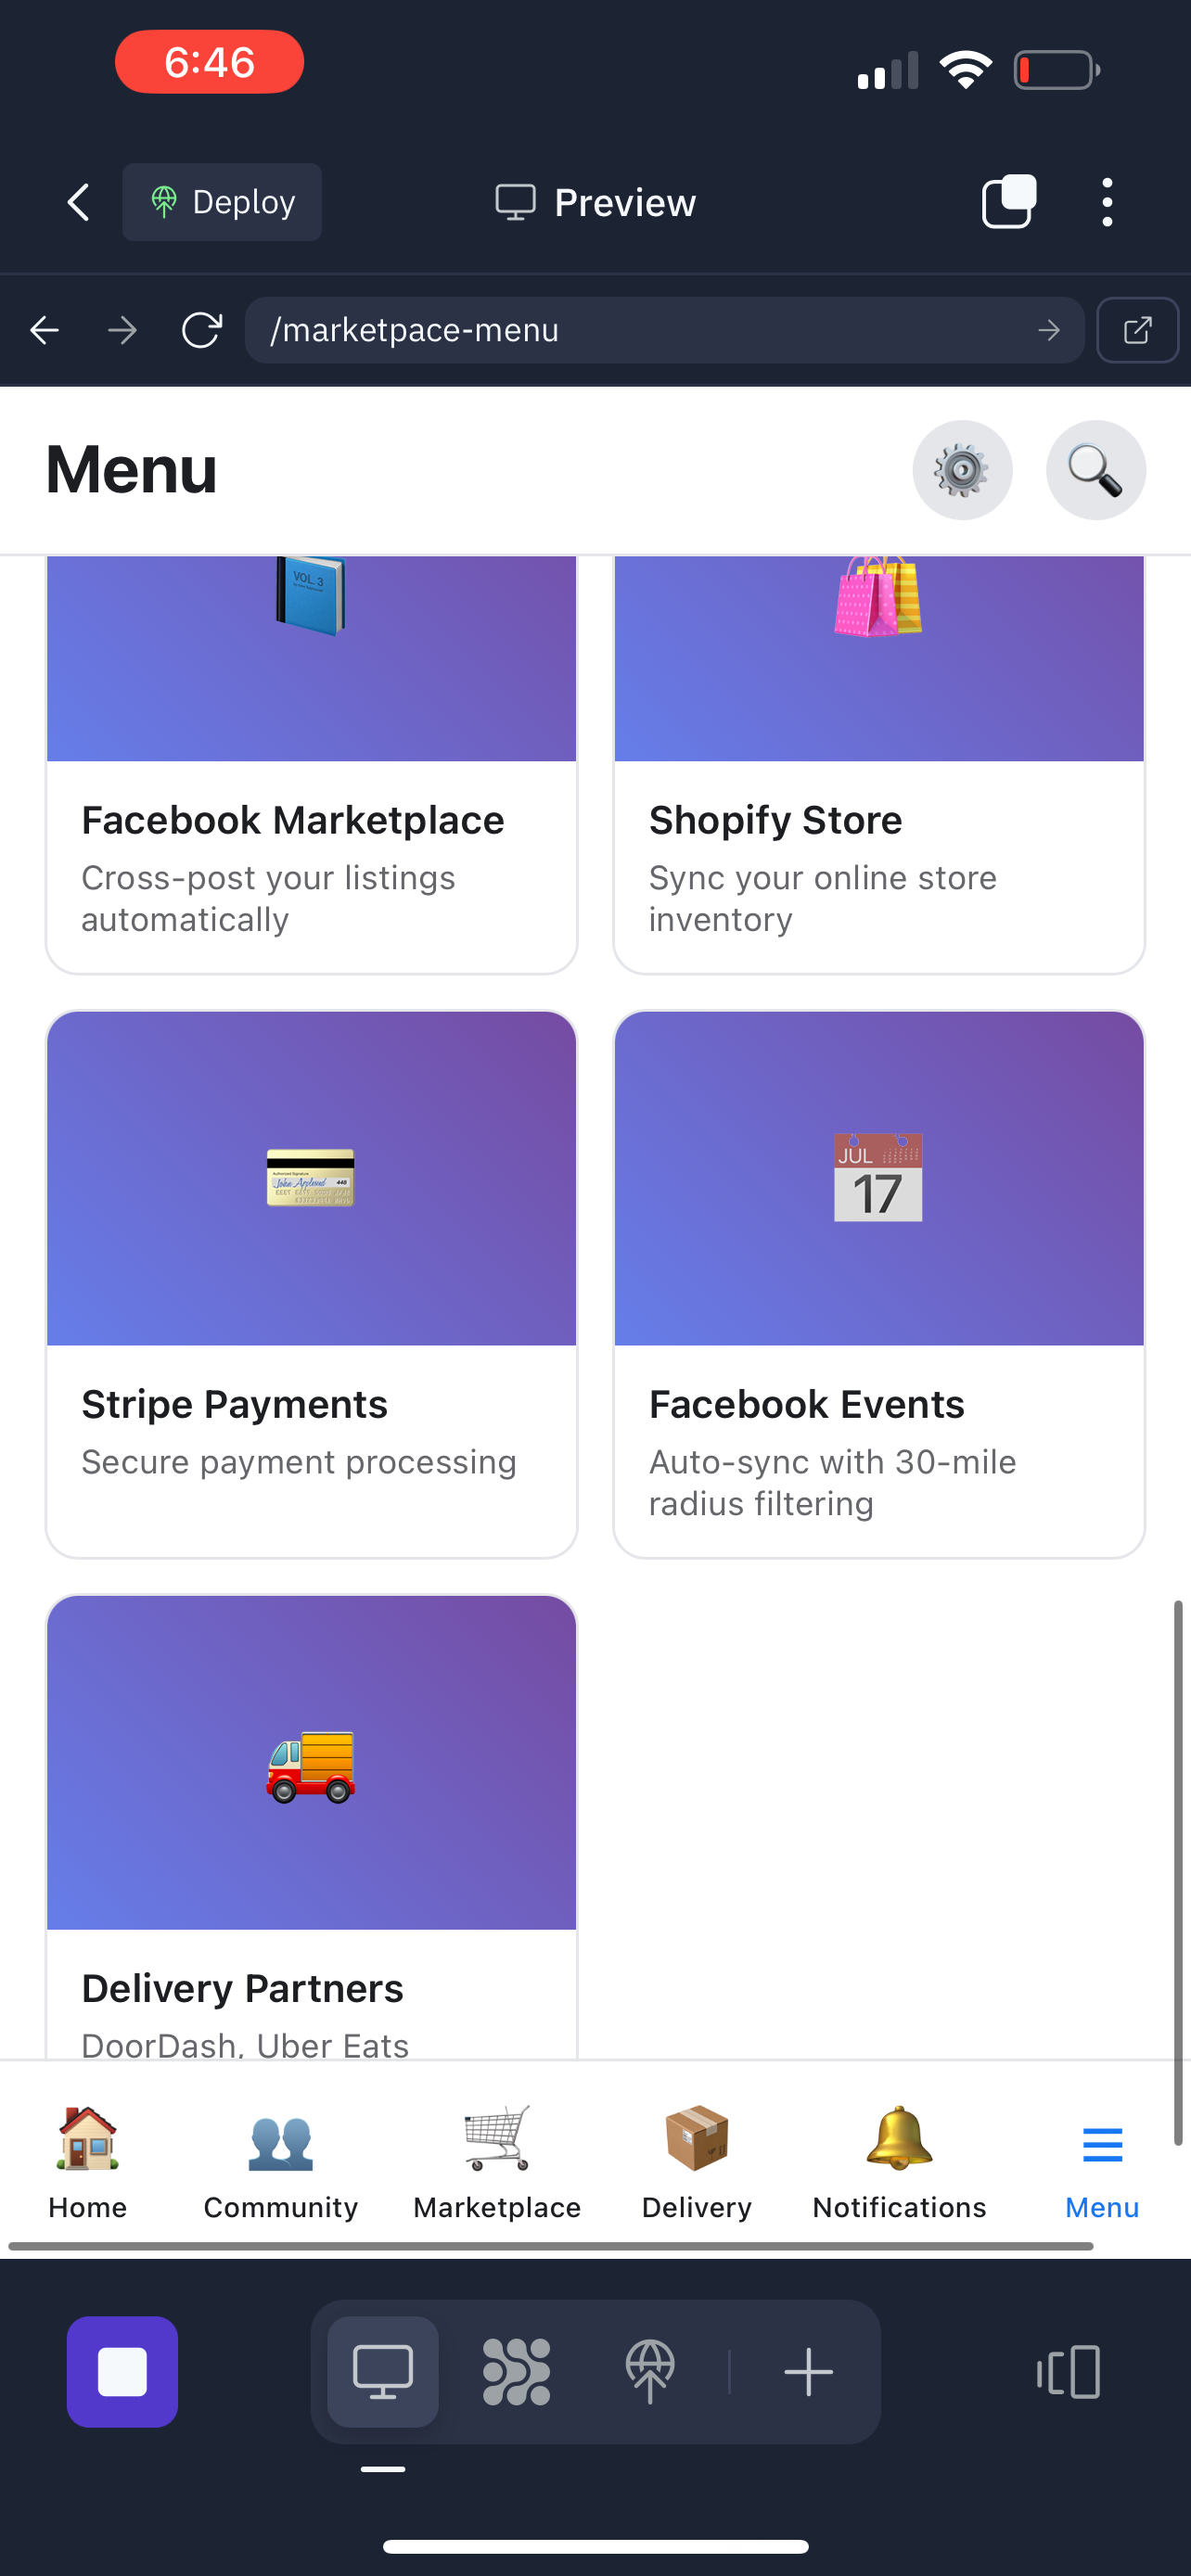 6:46
Deploy
Preview
/marketpace-menu
Menu
VOL. 3
Facebook Marketplace
Cross-post your listings
automatically
Shopify Store
Sync your online store
inventory
JUL
17
Stripe Payments
Secure payment processing
Facebook Events
Auto-sync with 30-mile
radius filtering
Delivery Partners
DoorDash, Uber Eats
Home
Community
Marketplace
Delivery
Notifications
Menu